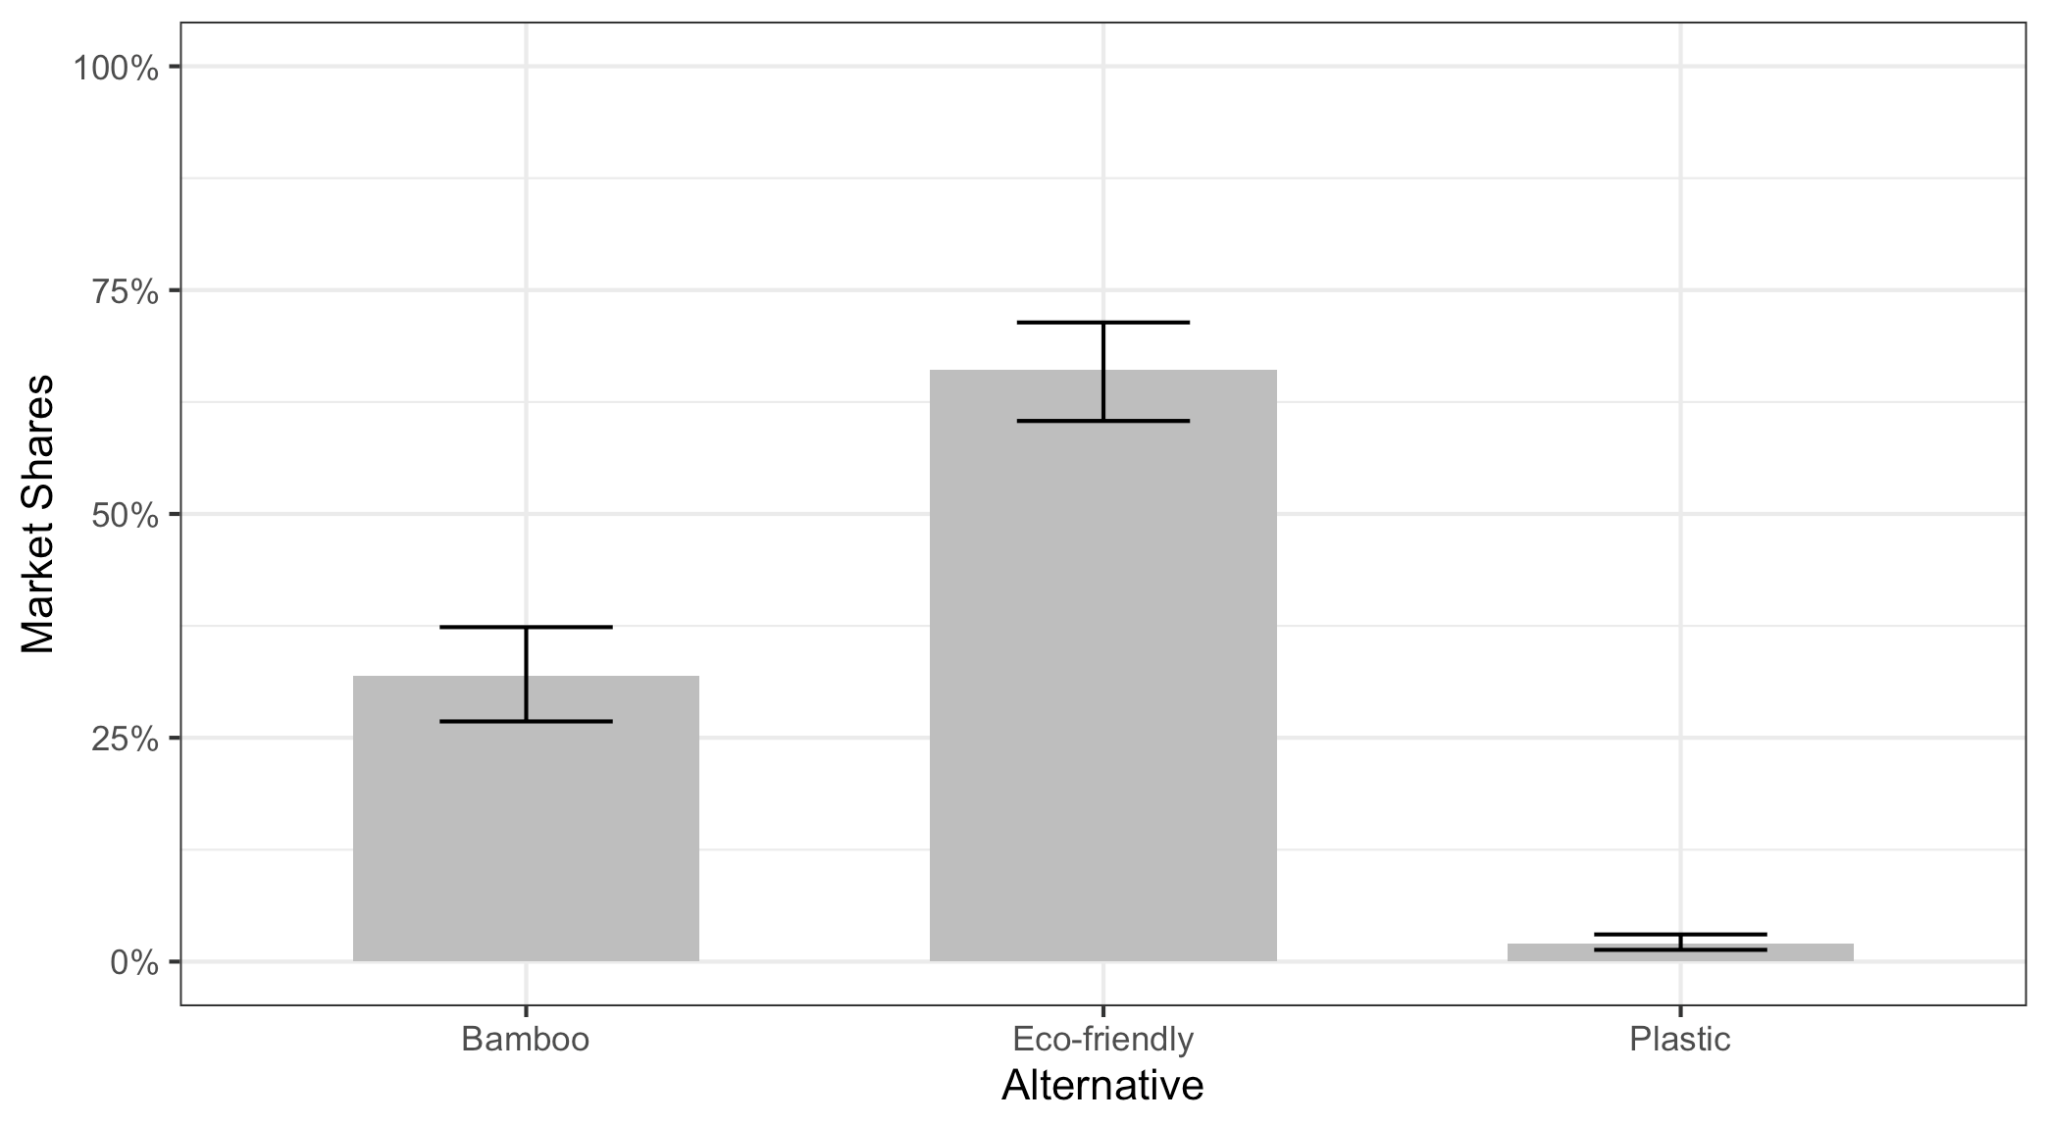 Market Shares
100%
75%
50%
25%
0%
Bamboo
Eco-friendly
Plastic
Alternative